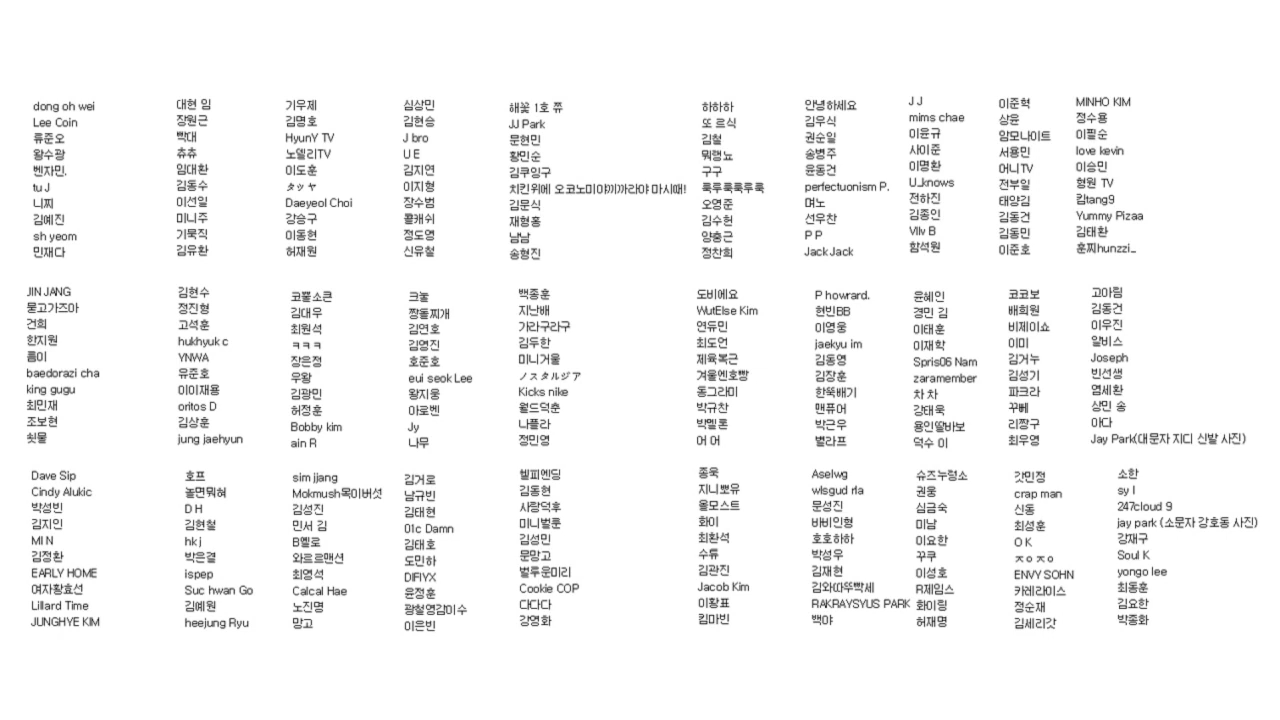 dong oh wei
Lee Coin
류준오
왕수광
벤자민.
tu J
니찌
김예진
sh yeom
민재다
대현 임
장원근
빡대
츄츄
임대환
김동수
이선일
미니주
기묵직
김유환
기우제
김명호
HyunY TV
노엘리TV
이도훈
タッヤ
Daeyeol Choi
강승구
이동현
허재원
심상민
김현승
J bro
U E
김지연
이지형
장수범
콜캐쉬
정도영
신유철
해꽃 1호 쮸
JJ Park
문현민
황민순
김쿠잉구
치킨위에 오코노미야끼까라야 마시때!
김문식
재형홍
남남
송형진
하하하
또 르식
김철
뭐랭뇨
구구
룩루룩룩루룩
오영준
김수헌
양충근
정찬희
안녕하세요
김우식
권순일
송병주
윤동건
perfectuonism P.
며노
선우찬
P P
Jack Jack
J J
mims chae
이윤규
사이준
이명환
U_knows
전하진
김종인
Vllv B
함석원
이준혁
상윤
암모나이트
서용민
어니TV
전부일
태양김
김동건
김동민
이준호
MINHO KIM
정수용
이필순
love kevin
이승민
형원 TV
킴tang9
Yummy Pizaa
김태환
훈찌hunzzi_
JIN JANG
묻고가즈아
건희
한지원
롬이
baedorazi cha
king gugu
최민재
조보현
쇳물
김현수
정진형
고석훈
hukhyuk c
YNWA
유준호
이이재용
oritos D
김상훈
jung jaehyun
코뿔소큰
김대우
최원석
ㅋㅋㅋ
장은정
우왕
김광민
허정훈
Bobby kim
ain R
크눌
짱돌찌개
김연호
김영진
호준호
eui seok Lee
왕지웅
아로벤
Jy
나무
백종훈
지난배
가라구라구
김두한
미니거울
ノスタルジア
Kicks nike
월드덕춘
나플라
정민영
도비에요
WutElse Kim
연듀민
최도언
제육복근
겨울엔호빵
동그라미
박규찬
박멜론
어 어
P howrard.
현빈BB
이영웅
jaekyu im
김동영
김장훈
한뚝배기
맨퓨어
박근우
별라프
윤혜인
경민 김
이태훈
이재학
Spris06 Nam
zaramember
차 차
강태욱
용인딸바보
덕수 이
코코보
배희원
비제이쇼
이미
김거누
김성기
파크라
꾸삐
리짱구
최우영
고아림
김동건
이우진
일비스
Joseph
빈선생
염세환
상민 송
아다
Jay Park(대문자 지디 신발 사진)
Dave Sip
Cindy Alukic
박성빈
김지인
MI N
김정환
EARLY HOME
여자황효선
Lillard Time
JUNGHYE KIM
호프
놀면뭐혀
D H
김현철
hk j
박은결
ispep
Suc hwan Go
김예원
heejung Ryu
sim jjang
Mokmush목이버섯
김성진
민서 김
B멜로
와르르맨션
최영석
Calcal Hae
노진명
망고
김거로
남규빈
김태현
01c Damn
김태호
도민하
DIFIYX
윤정훈
광철영감이수
이은빈
헬피엔딩
김동현
사랑덕후
미니벌룬
김성민
문망고
벌투운미리
Cookie COP
다다다
강영화
종욱
지니뽀유
올모스트
화이
최환석
수튜
김관진
Jacob Kim
이황표
킴마빈
Aselwg
wlsgud rla
문성진
바비인형
호호하하
박성우
김재현
김와따뚜빡세
RAKRAYSYUS PARK
백야
슈즈누렁소
권웅
심금숙
미남
이요한
꾸쿠
이성호
R제임스
화이링
허재명
갓민정
crap man
신동
최성훈
O K
ㅈㅇㅈㅇ
ENVY SOHN
카레라이스
정순재
김세리갓
소한
sy l
247cloud 9
jay park (소문자 강호동 사진)
강재구
Soul K
yongo lee
최동훈
김요한
박종화